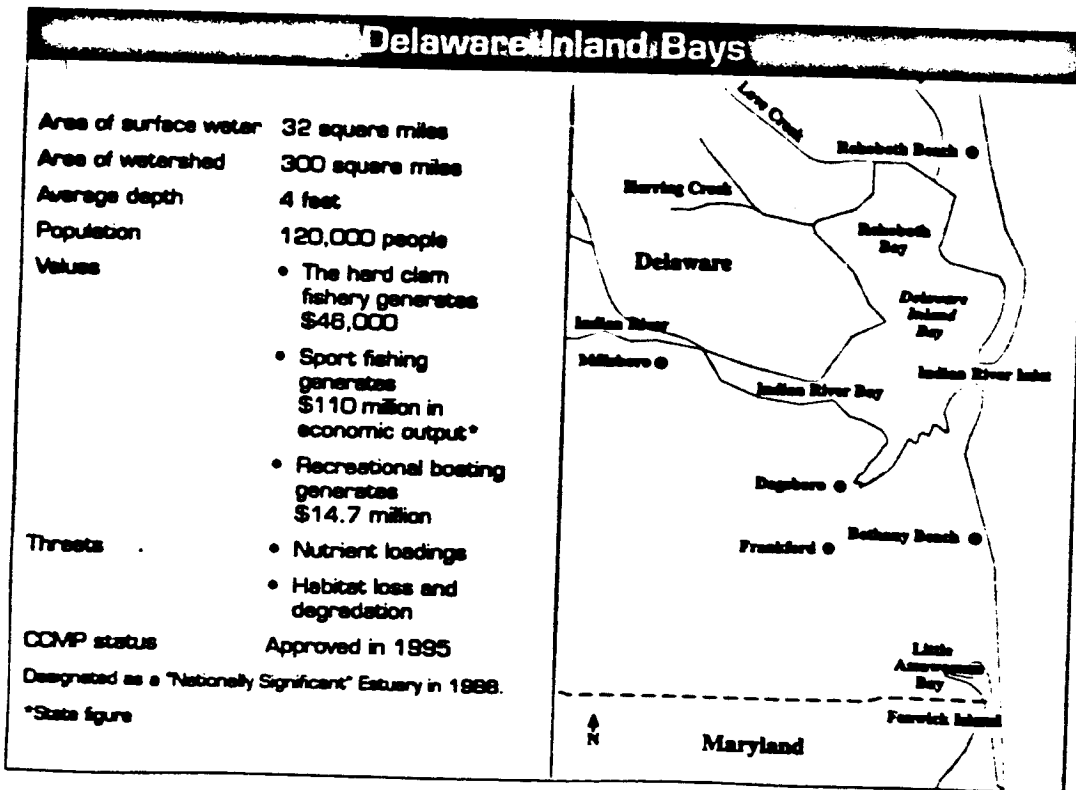 Delaware Inland Bays
Area of surface water 32 square miles
Area of watershed 300 square miles
Average depth 4 feet
Population 120,000 people
Values • The hard clam
fishery generates
$46,000
• Sport fishing
generates
$110 million in
economic output*
• Recreational boating
generates
$14.7 million
Threats • Nutrient loadings
• Habitat loss and
degradation
CCMP status Approved in 1995
Designated as a "Nationally Significant" Estuary in 1988.
*State figure
Love Creek
Rehoboth Beach
Herring Creek
Rehoboth
Bay
Delaware
Delaware
Inland
Bay
Indian River
Millsboro
Indian River Inlet
Indian River Bay
Dagsboro
Bethany Beach
Frankford
Little
Assawoman
Bay
Fenwick Island
N
Maryland